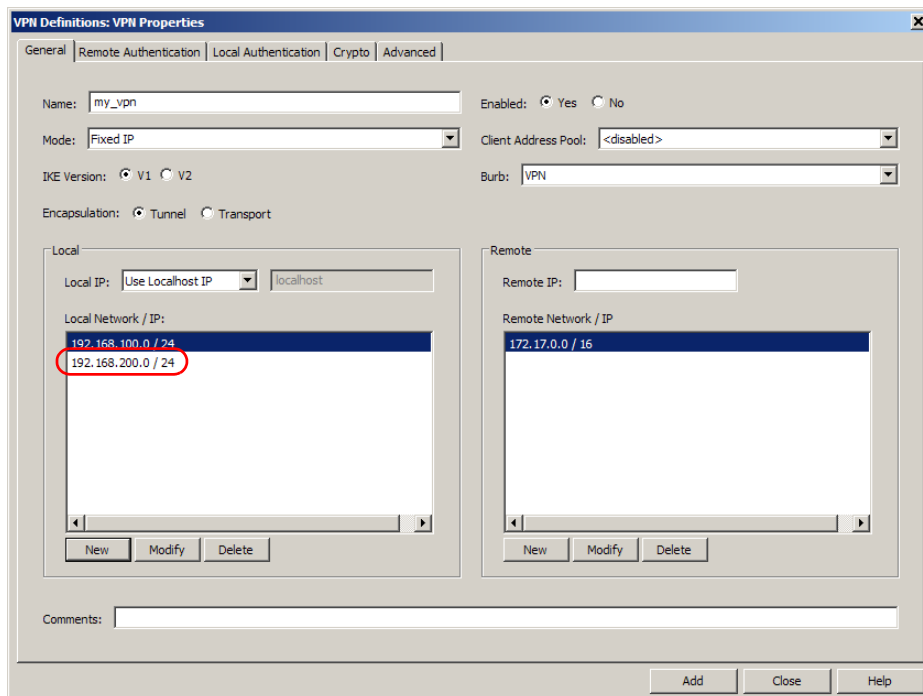 VPN Definitions: VPN Properties
General Remote Authentication Local Authentication Crypto Advanced
Name: my_vpn
Enabled: Yes No
Mode: Fixed IP
Client Address Pool: <disabled>
IKE Version: V1 V2
Burb: VPN
Encapsulation: Tunnel Transport
Local
Local IP: Use Localhost IP localhost
Local Network / IP:
192.168.100.0 / 24
192.168.200.0 / 24
New Modify Delete
Remote
Remote IP:
Remote Network / IP
172.17.0.0 / 16
New Modify Delete
Comments:
Add Close Help